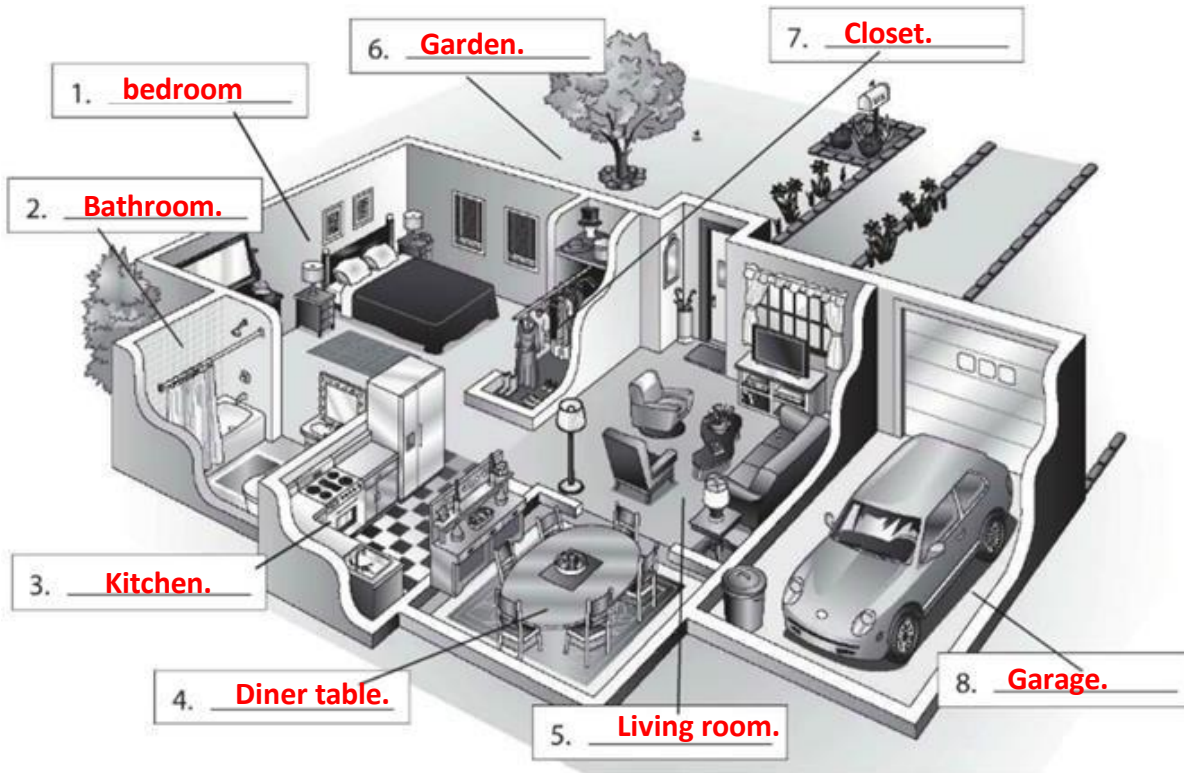 6. Garden.
7. Closet.
1. bedroom
2. Bathroom.
3. Kitchen.
4. Diner table.
8. Garage.
5. Living room.